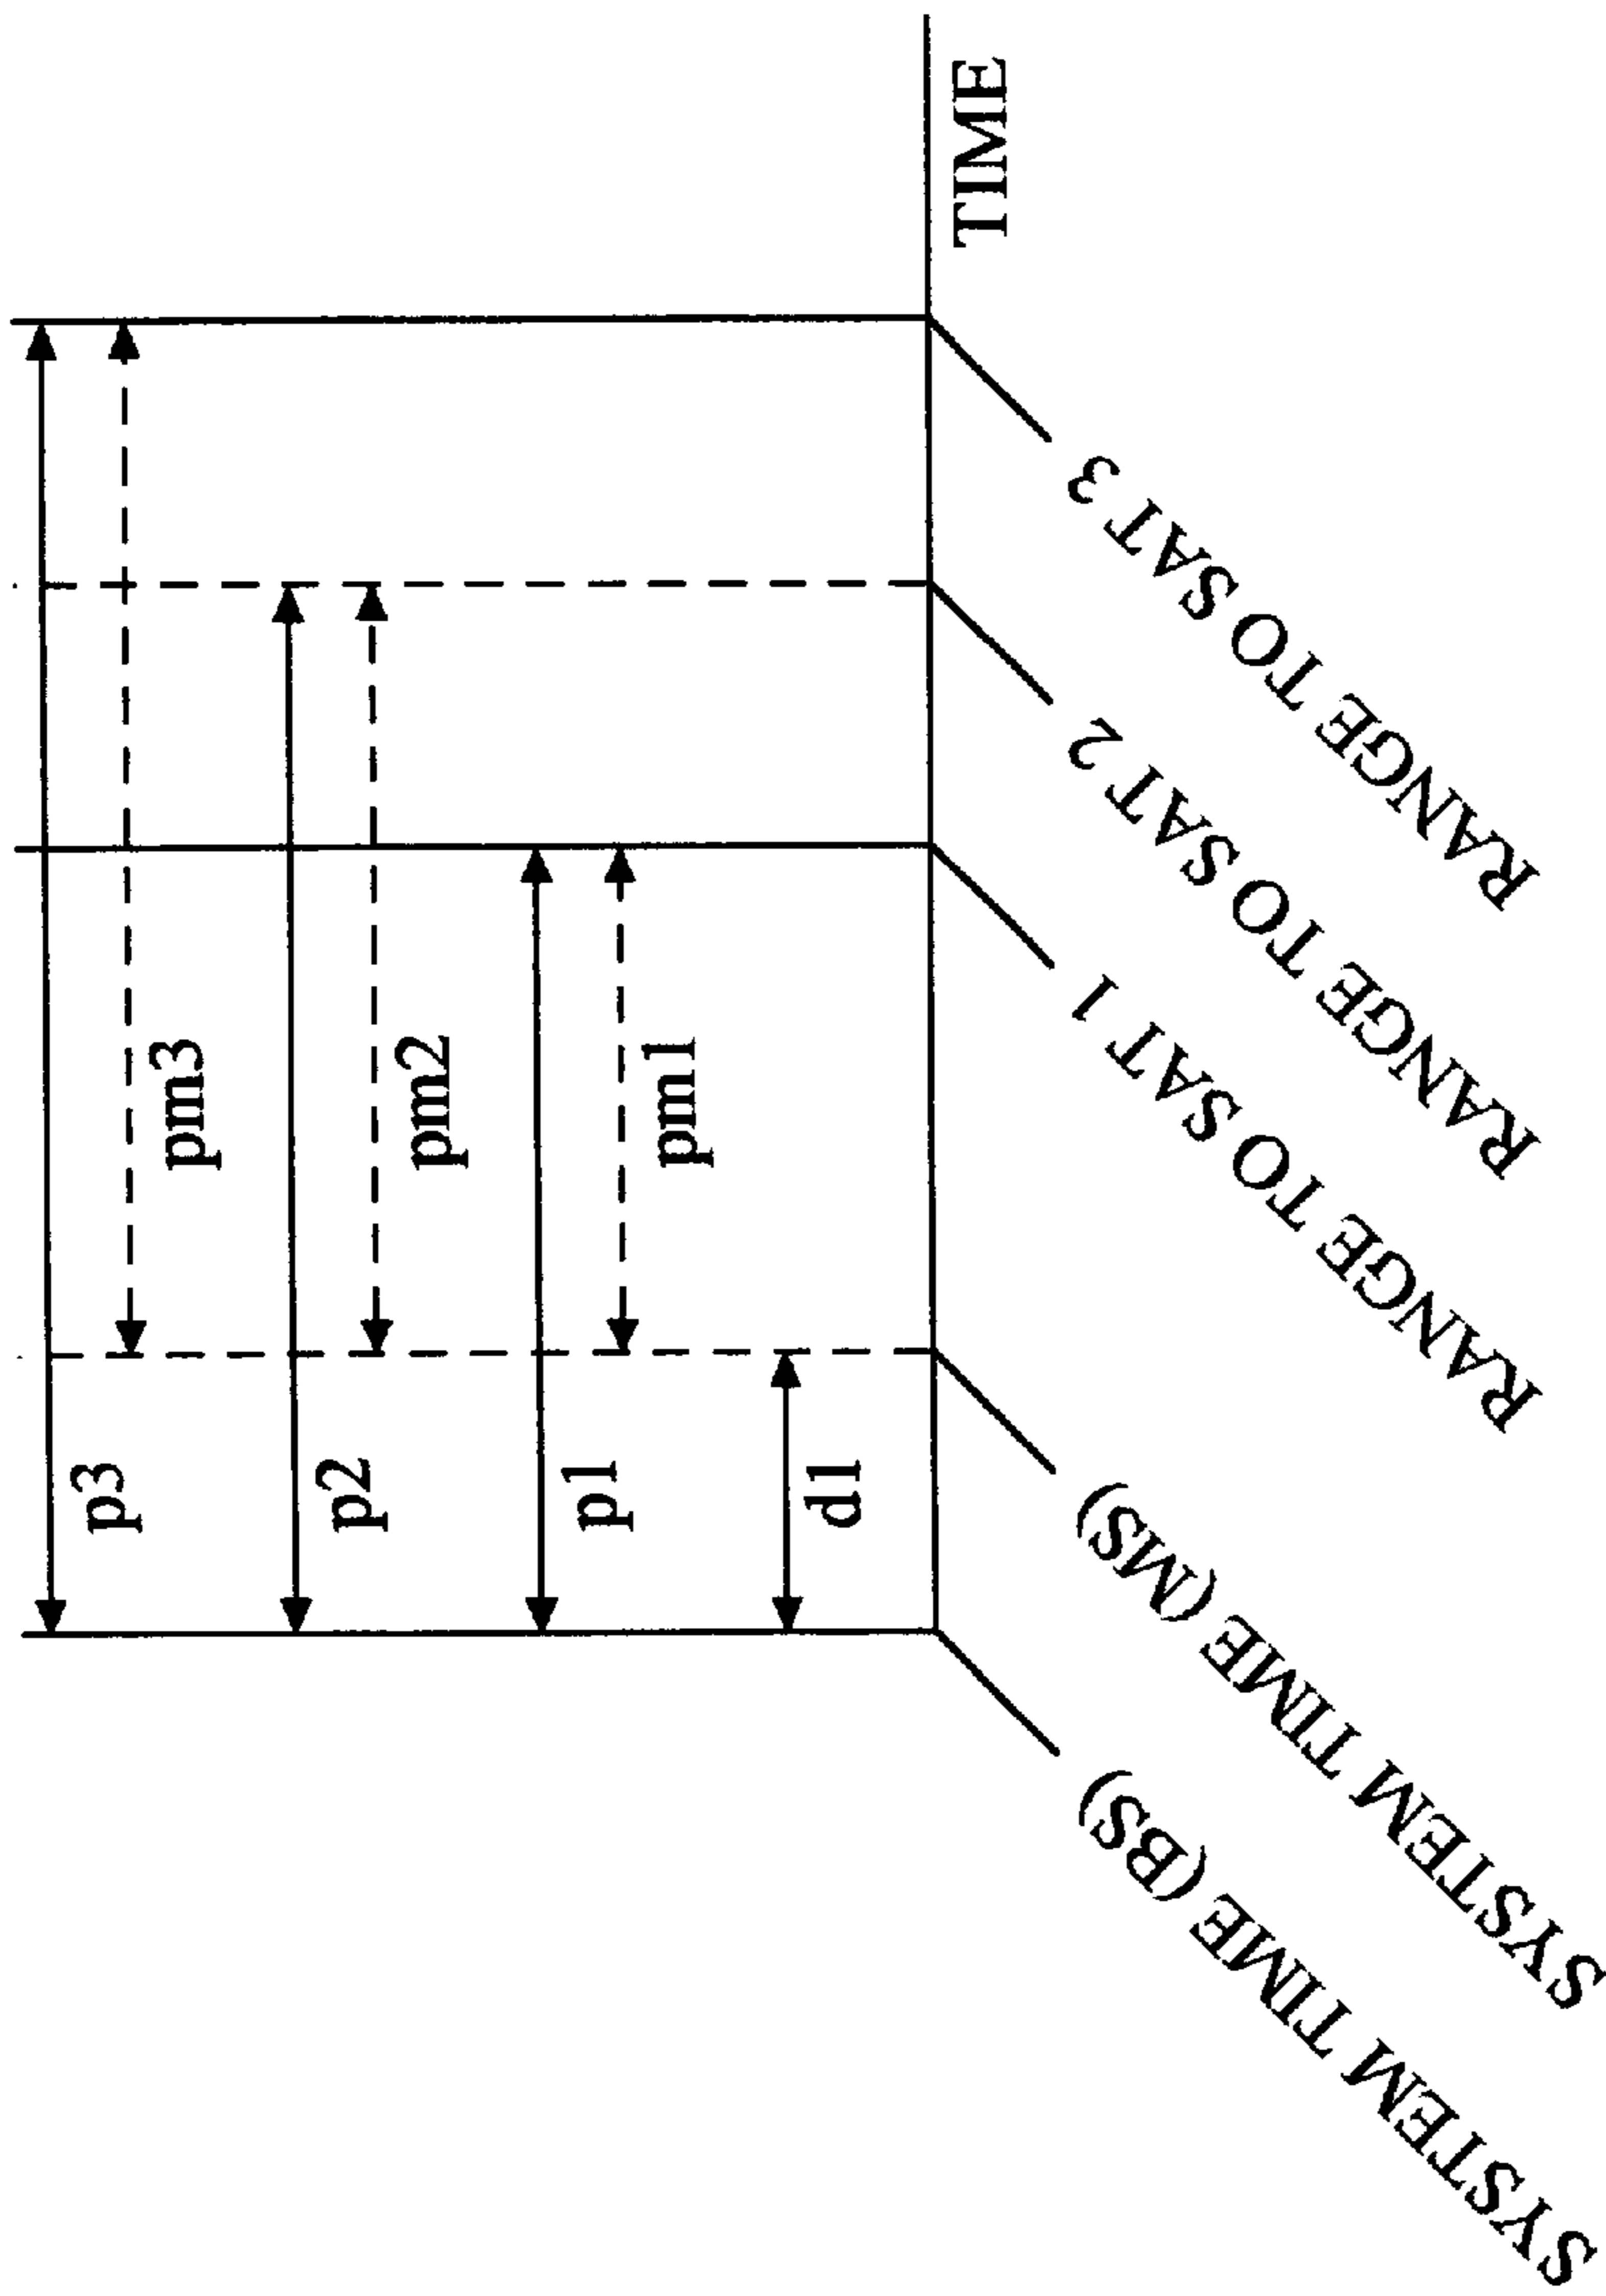 p3
pm3
p2
pm2
p1
pm1
d1
TIME
SYSTEM TIME (BS)
SYSTEM TIME (MS)
RANGE TO SAT 1
RANGE TO SAT 2
RANGE TO SAT 3